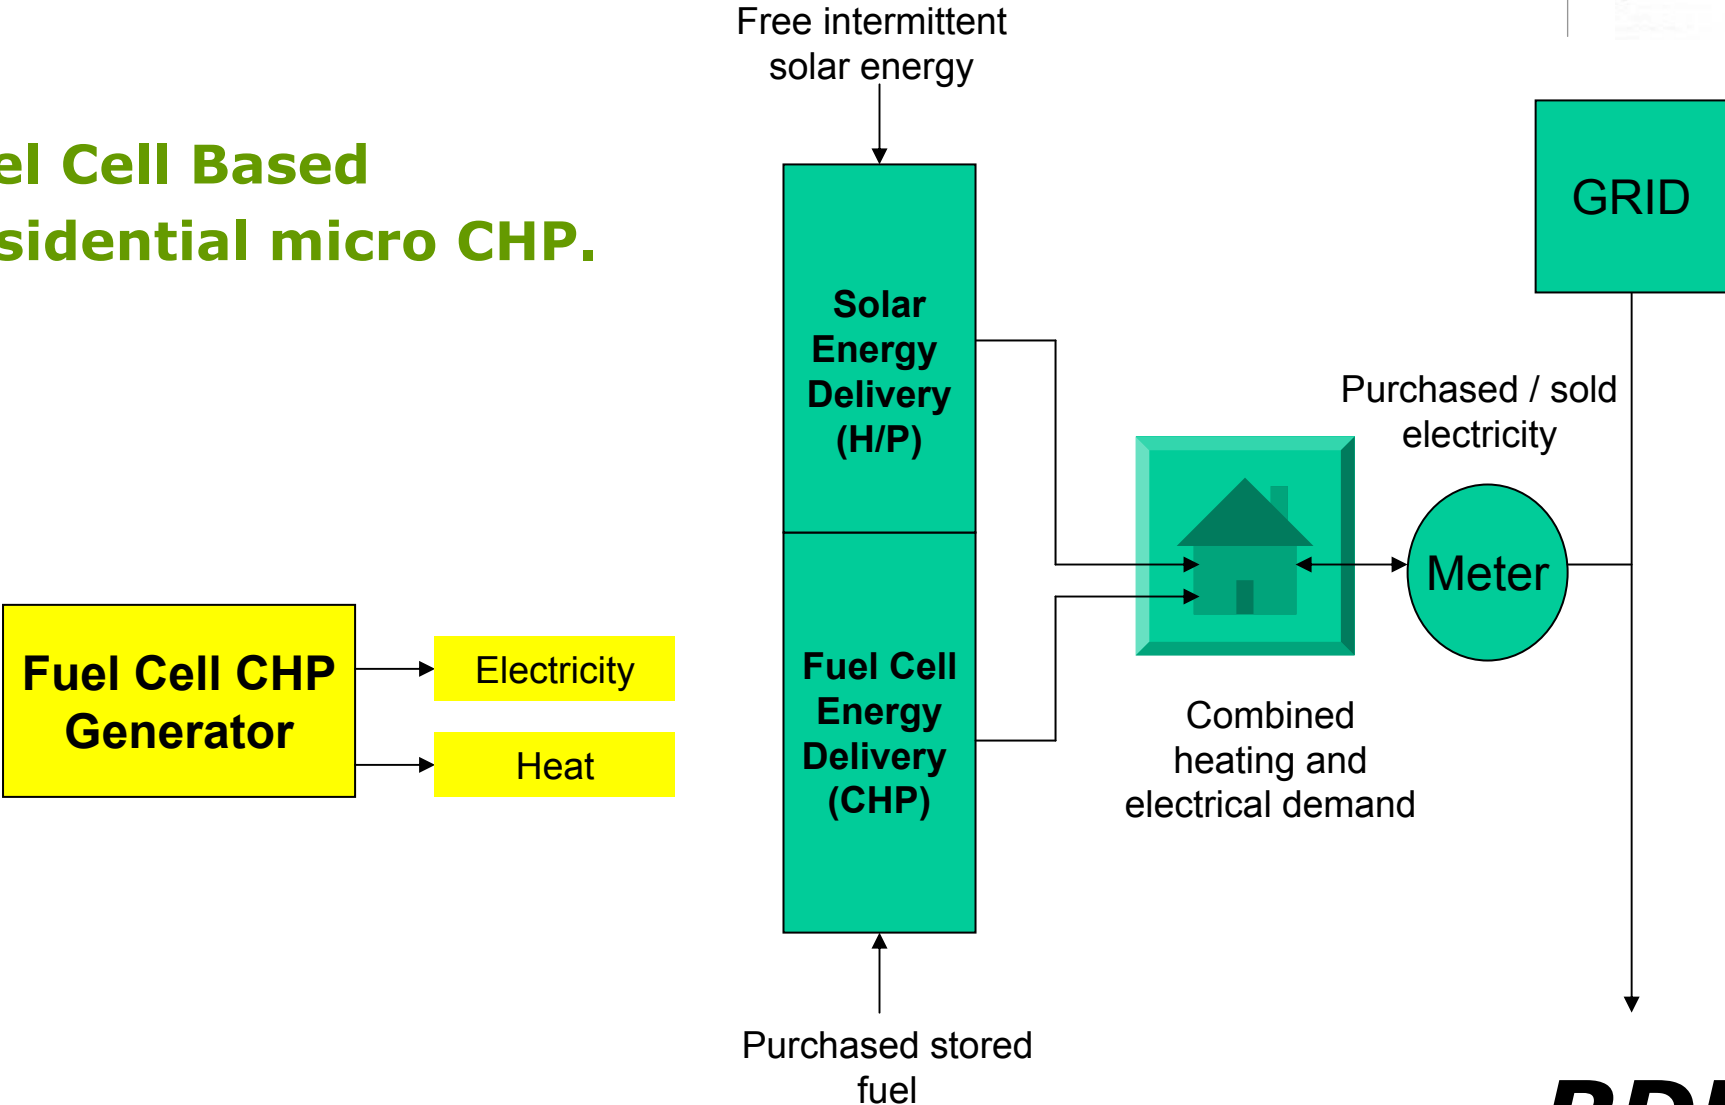 Free intermittent
solar energy
el Cell Based
sidential micro CHP.
GRID
Solar
Energy
Delivery
(H/P)
Purchased / sold
electricity
Meter
Fuel Cell CHP
Generator
Electricity
Heat
Fuel Cell
Energy
Delivery
(CHP)
Combined
heating and
electrical demand
Purchased stored
fuel